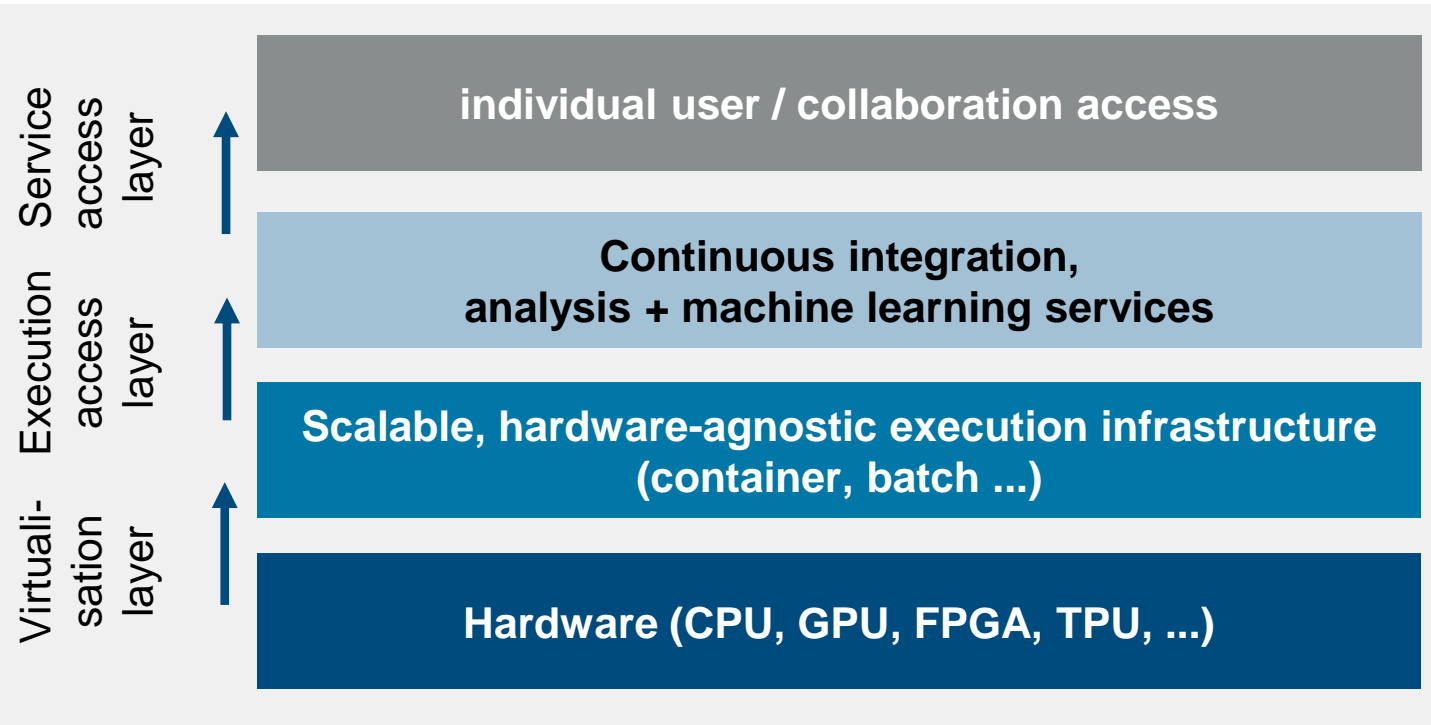 Service
access
layer
individual user / collaboration access
Execution
access
layer
Continuous integration,
analysis + machine learning services
Virtuali-
sation
layer
Scalable, hardware-agnostic execution infrastructure
(container, batch ...)
Hardware (CPU, GPU, FPGA, TPU, ...)